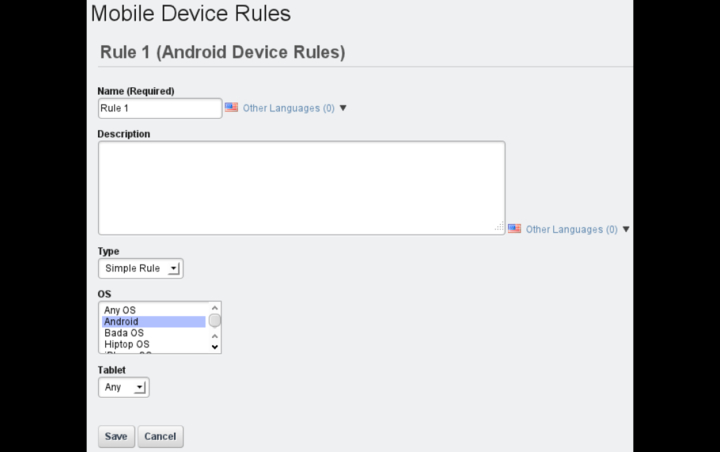 Mobile Device Rules
Rule 1 (Android Device Rules)
Name (Required)
Rule 1 Other Languages (0) ▼
Description
Other Languages (0) ▼
Type
Simple Rule
OS
Any OS
Android
Bada OS
Hiptop OS
Tablet
Any
Save Cancel